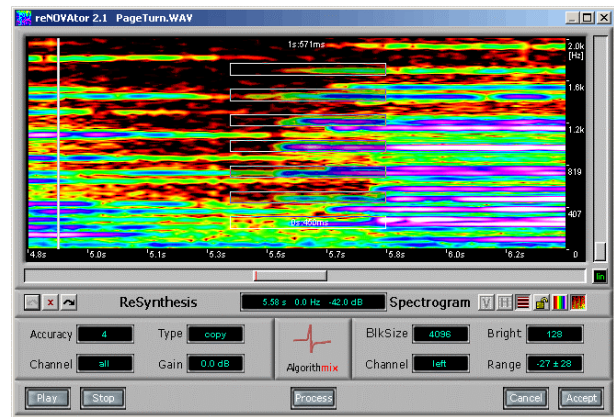 reNOVAtor 2.1 PageTurn.WAV
1s:571ms
2.0k
[Hz]
1.6k
1.2k
819
407
0s:460ms
4.8s 5.0s 5.1s 5.3s 5.5s 5.7s 5.8s 6.0s 6.2s 0
lin
x ReSynthesis 5.58 s 0.0 Hz -42.0 dB Spectrogram V H
Accuracy 4 Type copy BlkSize 4096 Bright 128
Channel all Gain 0.0 dB Algorithmix Channel left Range -27 ± 28
Play Stop Process Cancel Accept